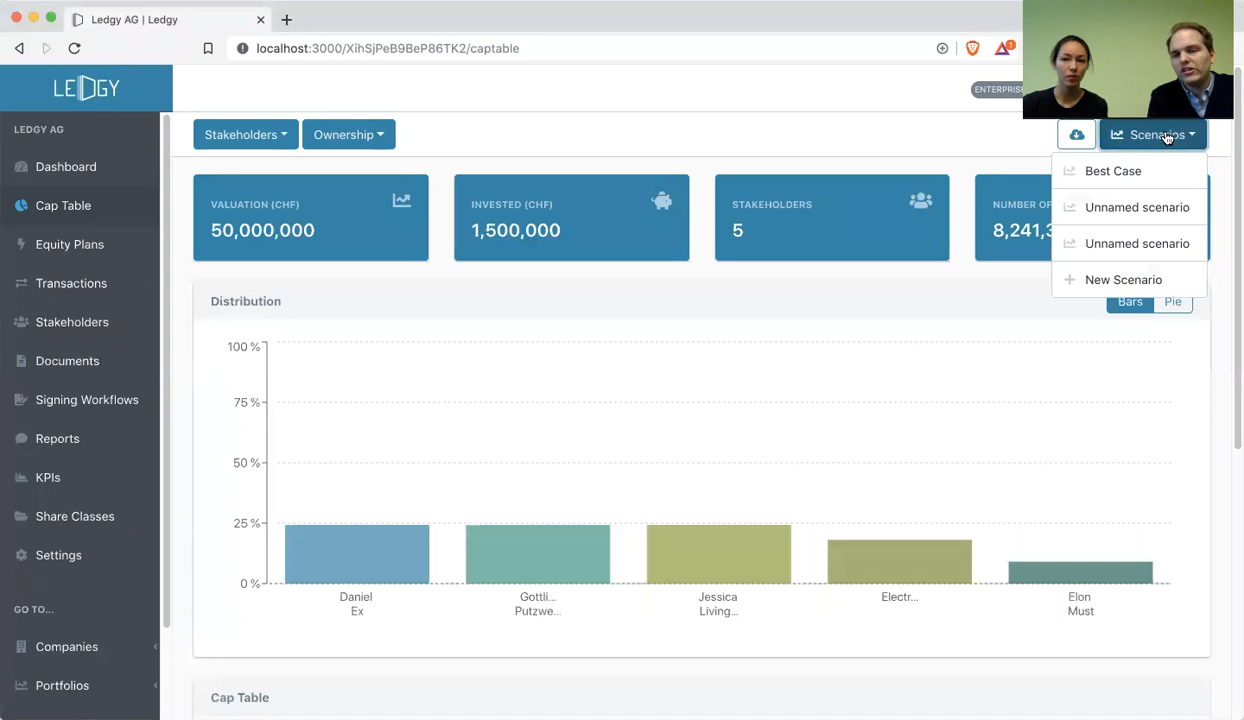 Ledgy AG | Ledgy
localhost:3000/XihSjPeB9BeP86TK2/captable
1
LEDGY
ENTERPRISE
LEDGY AG
Dashboard
Cap Table
Equity Plans
Transactions
Stakeholders
Documents
Signing Workflows
Reports
KPIs
Share Classes
Settings
GO TO...
Companies
Portfolios
Stakeholders
Ownership
Scenarios
Best Case
Unnamed scenario
Unnamed scenario
New Scenario
VALUATION (CHF)
50,000,000
INVESTED (CHF)
1,500,000
STAKEHOLDERS
5
NUMBER OF
8,241,3
Distribution
Bars
Pie
100 %
75 %
50 %
25 %
0 %
Daniel
Ex
Gottli...
Putzwe...
Jessica
Living...
Electr...
Elon
Must
Cap Table